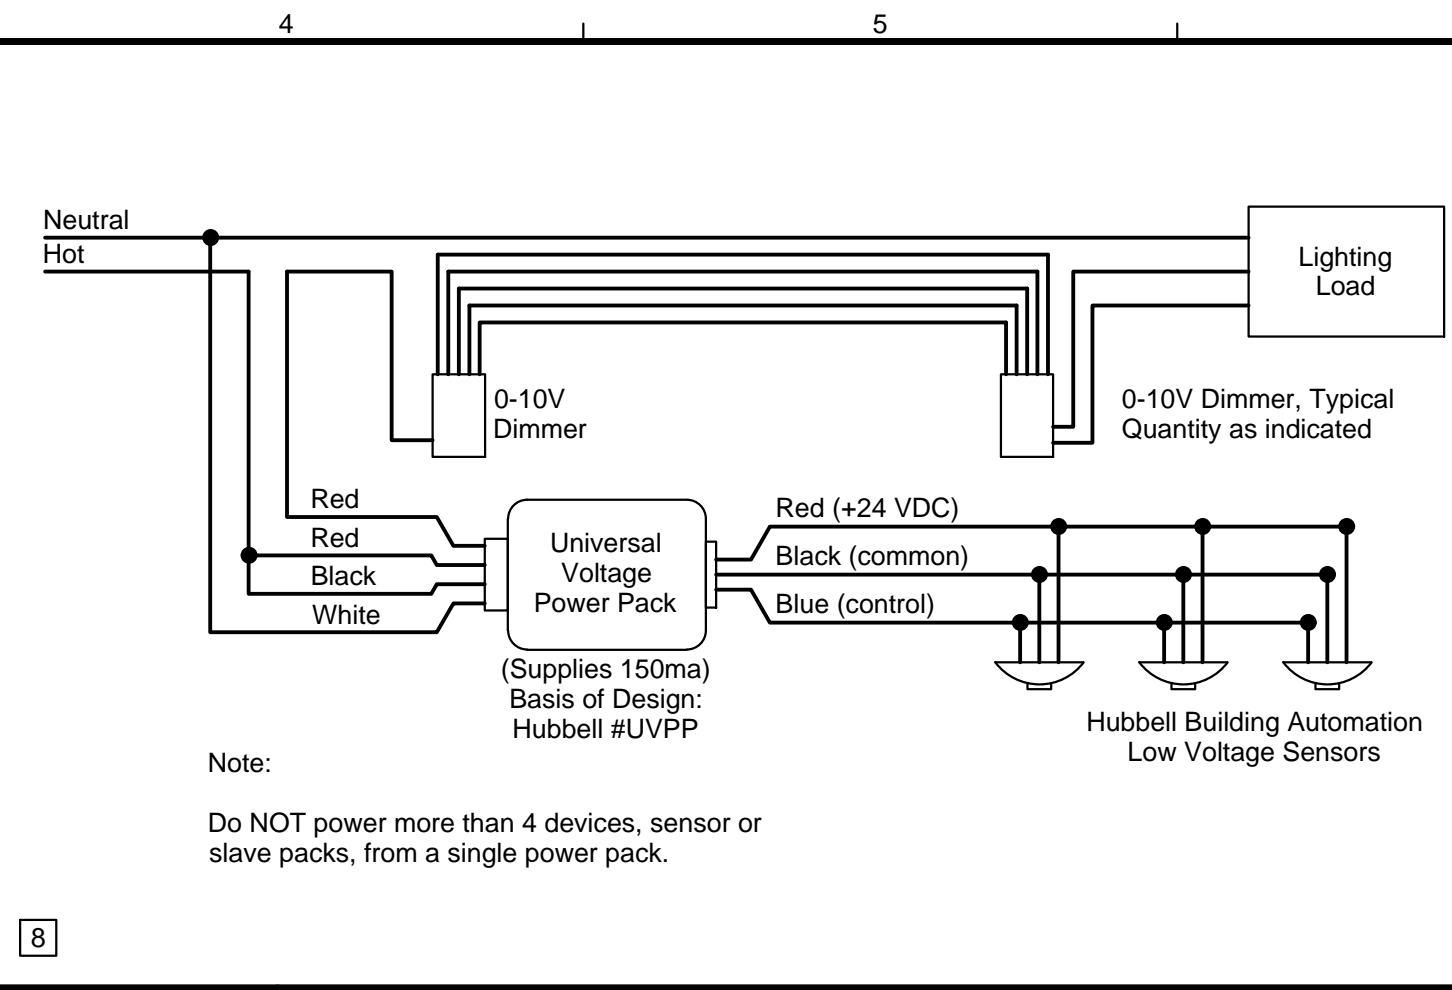 4
5
Neutral
Hot
Lighting
Load
0-10V
Dimmer
0-10V Dimmer, Typical
Quantity as indicated
Red
Red
Black
White
Universal
Voltage
Power Pack
Red (+24 VDC)
Black (common)
Blue (control)
(Supplies 150ma)
Basis of Design:
Hubbell #UVPP
Hubbell Building Automation
Low Voltage Sensors
Note:
Do NOT power more than 4 devices, sensor or
slave packs, from a single power pack.
8